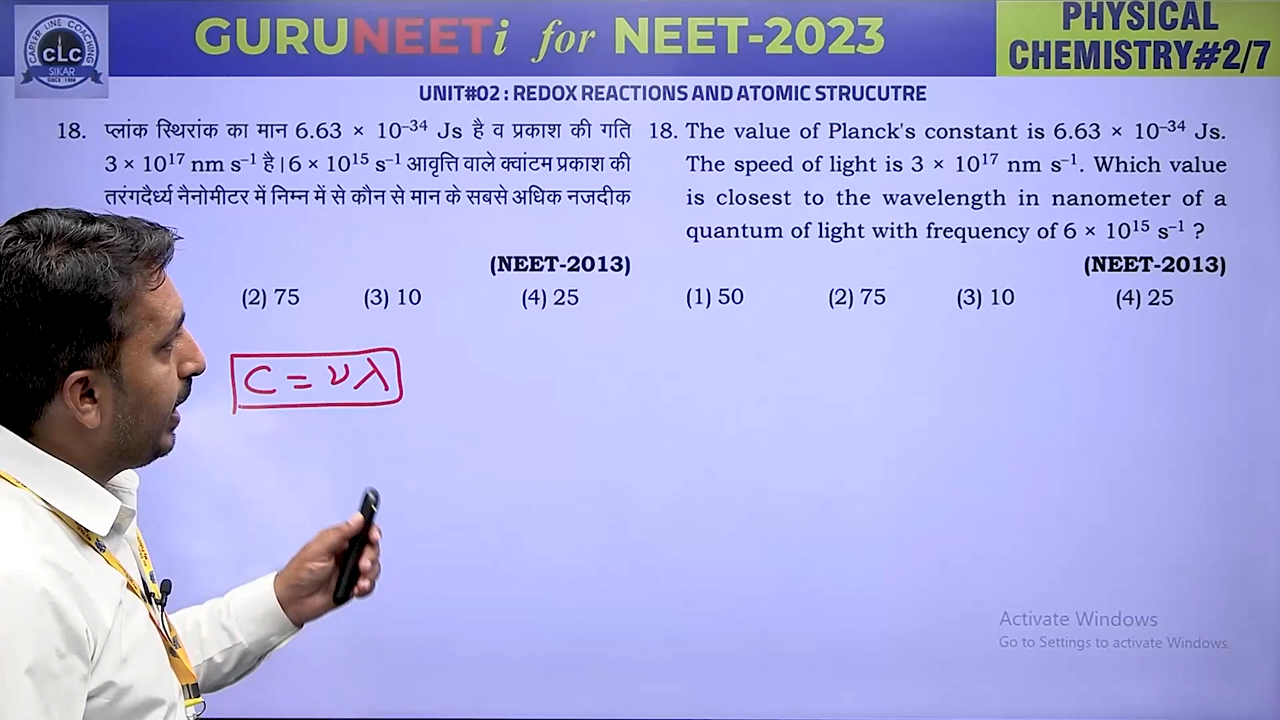 GURUNEETi for NEET-2023
PHYSICAL
CHEMISTRY#2/7
CAREER LINE COACHING
CLC
SIKAR
SINCE : 1996
UNIT#02 : REDOX REACTIONS AND ATOMIC STRUCUTRE
18. प्लांक स्थिरांक का मान 6.63 × 10⁻³⁴ Js है व प्रकाश की गति
3 × 10¹⁷ nm s⁻¹ है। 6 × 10¹⁵ s⁻¹ आवृत्ति वाले क्वांटम प्रकाश की
तरंगदैर्ध्य नैनोमीटर में निम्न में से कौन से मान के सबसे अधिक नजदीक
(NEET-2013)
(2) 75 (3) 10 (4) 25
18. The value of Planck's constant is 6.63 × 10⁻³⁴ Js.
The speed of light is 3 × 10¹⁷ nm s⁻¹. Which value
is closest to the wavelength in nanometer of a
quantum of light with frequency of 6 × 10¹⁵ s⁻¹ ?
(NEET-2013)
(1) 50 (2) 75 (3) 10 (4) 25
C = νλ
Activate Windows
Go to Settings to activate Windows.